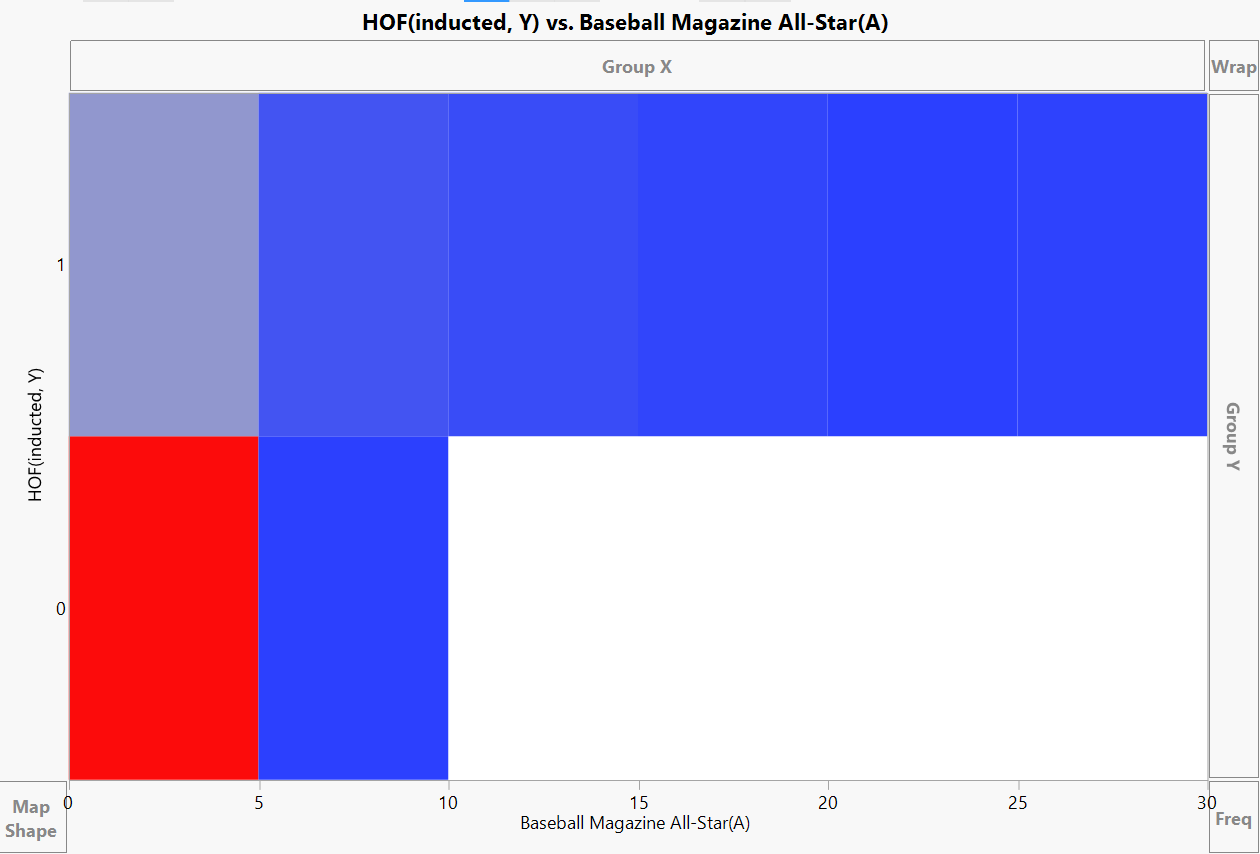 HOF(inducted, Y) vs. Baseball Magazine All-Star(A)
Group X
Wrap
1
HOF(inducted, Y)
Group Y
0
Map
Shape
0
5
10
15
20
25
30
Baseball Magazine All-Star(A)
Freq